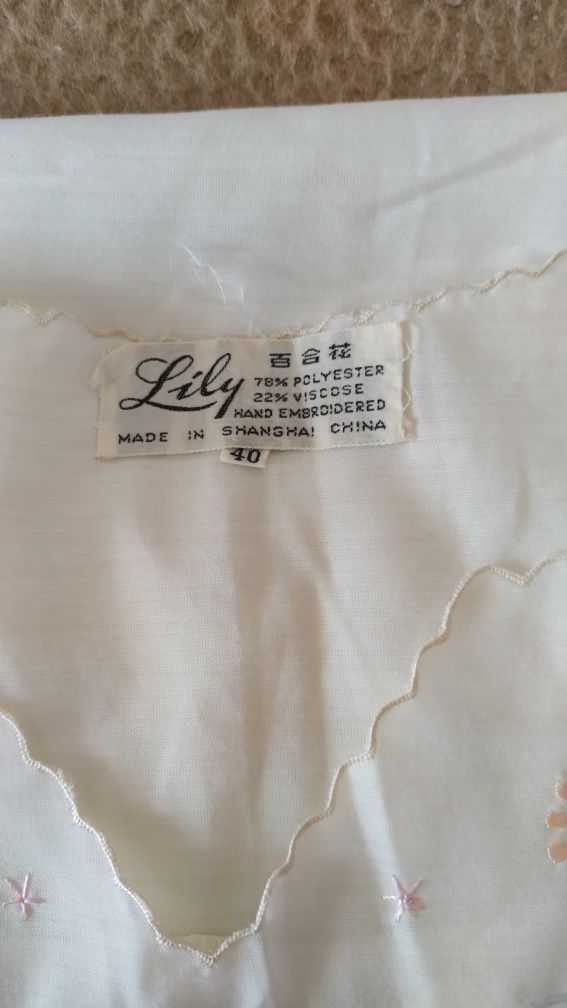 Lily
百合花
78% POLYESTER
22% VISCOSE
HAND EMBROIDERED
MADE IN SHANGHAI CHINA
40